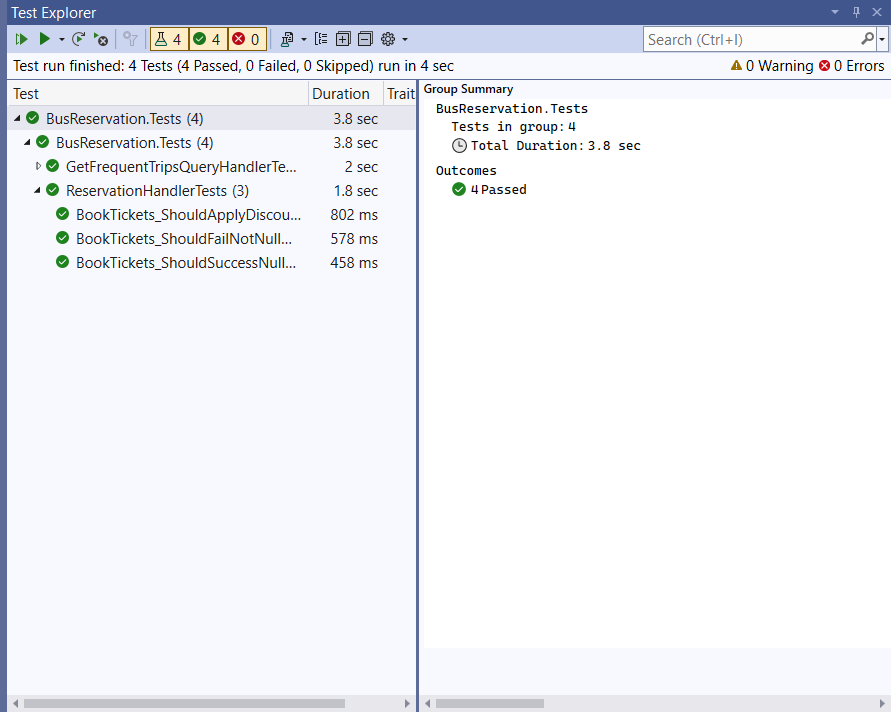 Test Explorer
4 4 0
Search (Ctrl+I)
Test run finished: 4 Tests (4 Passed, 0 Failed, 0 Skipped) run in 4 sec
0 Warning 0 Errors
Test Duration Trait
BusReservation.Tests (4) 3.8 sec
BusReservation.Tests (4) 3.8 sec
GetFrequentTripsQueryHandlerTe... 2 sec
ReservationHandlerTests (3) 1.8 sec
BookTickets_ShouldApplyDiscou... 802 ms
BookTickets_ShouldFailNotNull... 578 ms
BookTickets_ShouldSuccessNull... 458 ms
Group Summary
BusReservation.Tests
Tests in group: 4
Total Duration: 3.8 sec
Outcomes
4 Passed